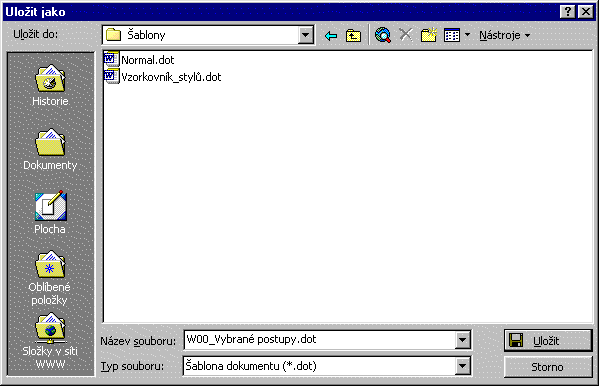 Uložit jako
Uložit do:
Šablony
Nástroje
Normal.dot
Vzorkovník_stylů.dot
Historie
Dokumenty
Plocha
Oblíbené
položky
Složky v síti
WWW
Název souboru:
W00_Vybrané postupy.dot
Uložit
Typ souboru:
Šablona dokumentu (*.dot)
Storno